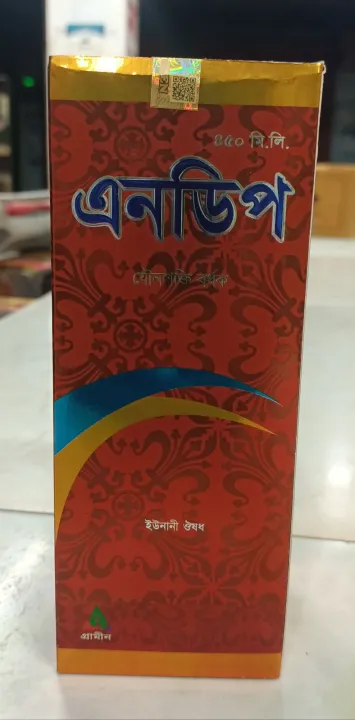 ৪৫০ মি.লি.
এনডিপ
যৌনশক্তি বর্ধক
ইউনানী ঔষধ
গ্রামীন